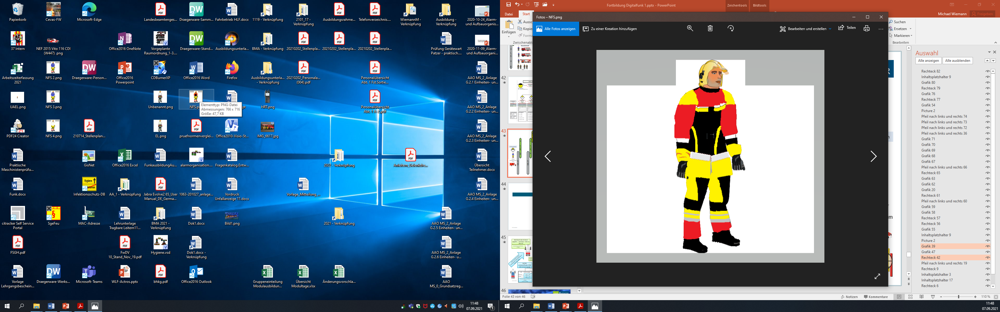 Papierkorb
Cevas-FW
Microsoft-Edge
Landesbeamtenges...
Draegerware-Samm...
Fahrbetrieb HLF.docx
1119 - Verknüpfung
2101_17 -
Verknüpfung
Ausbildungsrahme...
Telefonverzeichnis....
WiemannM -
Verknüpfung
Ausbildung -
Verknüpfung
2020-10-24_Alarm-
und Aufbauorganis...
37 Intern
NEF 2015 Vito 116 CDI
(W447) .png
Office2016 OneNote
Vorgeplante
Raumordnung_1-3....
Draegerware-Stand...
Ausbildungsunterla...
BMA - Verknüpfung
20210202_Stellenpla...
20210202_Stellenpla...
20210202_Stellenpla...
Prüfung Gerätewart
Patzer - praktisch....
2020-11-09_Alarm-
und Aufbauorgani...
Arbeitszeiterfassung
2021
NFS 2.png
Draegerware-Person...
Office2016
Powerpoint
CDBurnerXP
Office2016 Word
Firefox
Ausbildungsunterla...
- Verknüpfung
20210202_Personala...
(004).pdf
Personalübersicht
Abt. 1 Fst.Sortie...
AAO MS_2_Anlage
G.2.1 Einheiten- un...
UAEL.png
NFS 3.png
Unbenannt.png
Elementtyp: PNG-Datei
Abmessungen: 766 x 716
Größe: 47,7 KB
HRT.png
Personalübersicht
Abt. 1 A-Z.pdf
AAO MS_2_Anlage
G.2.2 Einheiten- un...
PDF24 Creator
NFS 4.png
210714_Stellenplan...
EL.png
pruefnormenverglei...
Office2010-Visio-St...
IMG_6617.jpg
AAO MS_2_Anlage
G.2.3 Einheiten- un...
Praktische
Maschinistenprüfu...
GisNet
Office2016 Excel
FunkausbildungAu...
alarmorganisation....
Fragenkatalog.Entw...
2022 - Verknüpfung
Anleitern_Gelenkdre...
Übersicht
Teilnehmer.docx
Funk.docx
Infektionsschutz-DB
AA_1 - Verknüpfung
Jabra Evolve2 65_User
Manual_DE_Germa...
1063-201027_anlage...
Vordruck
Unfallanzeige 11.docx
Vorlage_Mitteilung_...
AAO MS_2_Anlage
G.2.4 Einheiten- un...
citracker Self Service
Portal
SgeFeu
MAC-Adresse
Lehrunterlage
Tragbare Leitern11...
BMA 2021 -
Verknüpfung
Dok1.docx
Bild1.png
2021 - Verknüpfung
AAO MS_2_Anlage
G.2.5 Einheiten- un...
FSGH.pdf
FwDV
10_Stand_Nov_19.pdf
Hygiene.vsd
Dok1.docx -
Verknüpfung
AAO MS_2_Anlage
G.2.6 Einheiten- u...
Vorlage
Lehrgangsbeschein...
Draegerware-Werks...
Microsoft-Teams
WLF-Actros.pptx
bhkg.pdf
Office2016 Outlook
Gruppeneinteilung
Modulausbildun...
Übersicht
Modultage.xlsx
Änderungsvorschla...
AAO
MS_0_Grundsatzreg...
11:48
07.09.2021
Fortbildung Digitalfunk 1.pptx - PowerPoint
Zeichentools
Bildtools
Datei
Start
Michael Wiemann
Freigeben
Einfügen
Fotos – NFS.png
Alle Fotos anzeigen
Zu einer Kreation hinzufügen
Bearbeiten und erstellen
Teilen
Suchen
Ersetzen
Markieren
Bearbeiten
Auswahl
Alle anzeigen
Alle ausblenden
Rechteck 82
Inhaltsplatzhalter 9
Grafik 80
Rechteck 79
Grafik 76
Rechteck 77
Grafik 54
Picture 2
Pfeil nach links und rechts 74
Pfeil nach links und rechts 73
Pfeil nach links und rechts 72
Pfeil nach links und rechts 36
Grafik 71
Grafik 70
Grafik 69
Grafik 68
Grafik 67
Pfeil nach links und rechts 66
Rechteck 65
Grafik 63
Grafik 62
Grafik 20
Rechteck 61
Pfeil nach links und rechts 60
Grafik 59
Grafik 58
Rechteck 57
Rechteck 56
Grafik 55
Inhaltsplatzhalter 9
Picture 2
Grafik 39
Grafik 47
Rechteck 42
Pfeil nach links und rechts 19
Rechteck 9
Inhaltsplatzhalter 3
Inhaltsplatzhalter 17
Rechteck 6
42
43
44
45
46
Folie 43 von 46
Notizen
Kommentare
110 %
11:48
07.09.2021